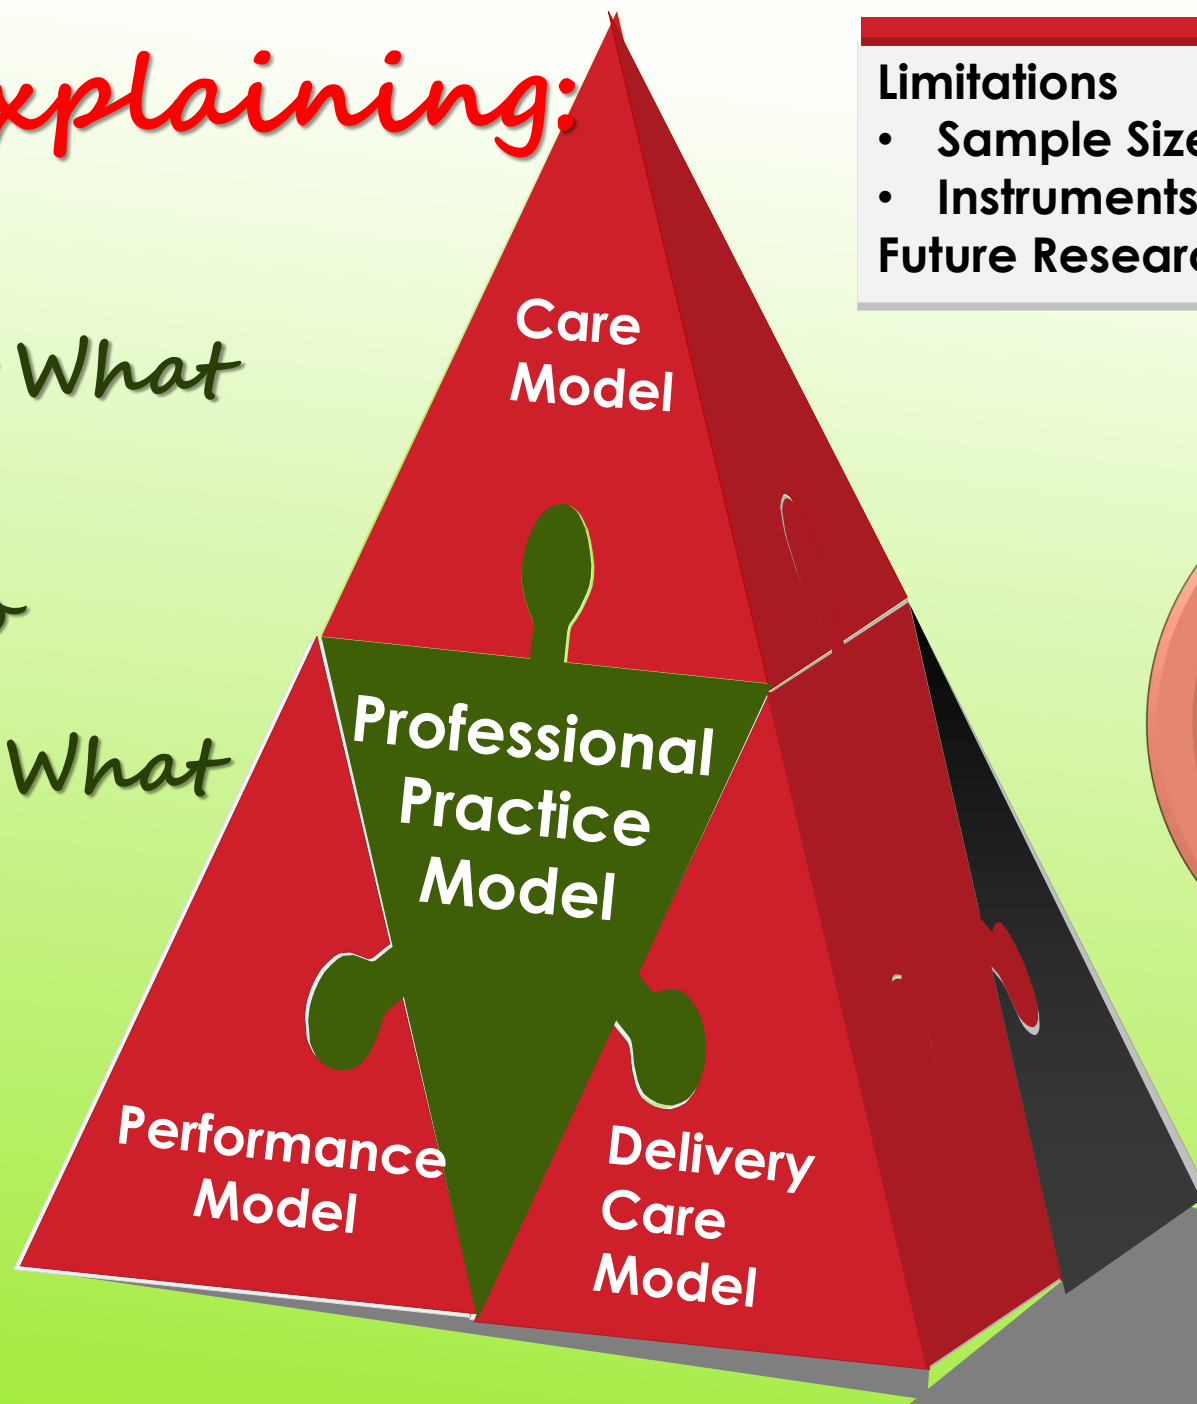 xplaining:
Limitations
• Sample Size
• Instruments
Future Researc
What
Care
Model
Professional
Practice
Model
What
Performance
Model
Delivery
Care
Model